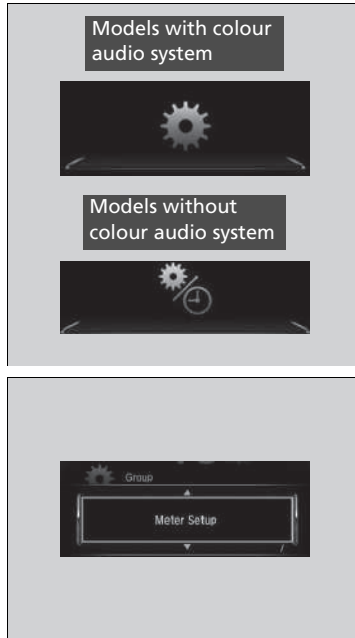 Models with colour
audio system
Models without
colour audio system
Group
Meter Setup